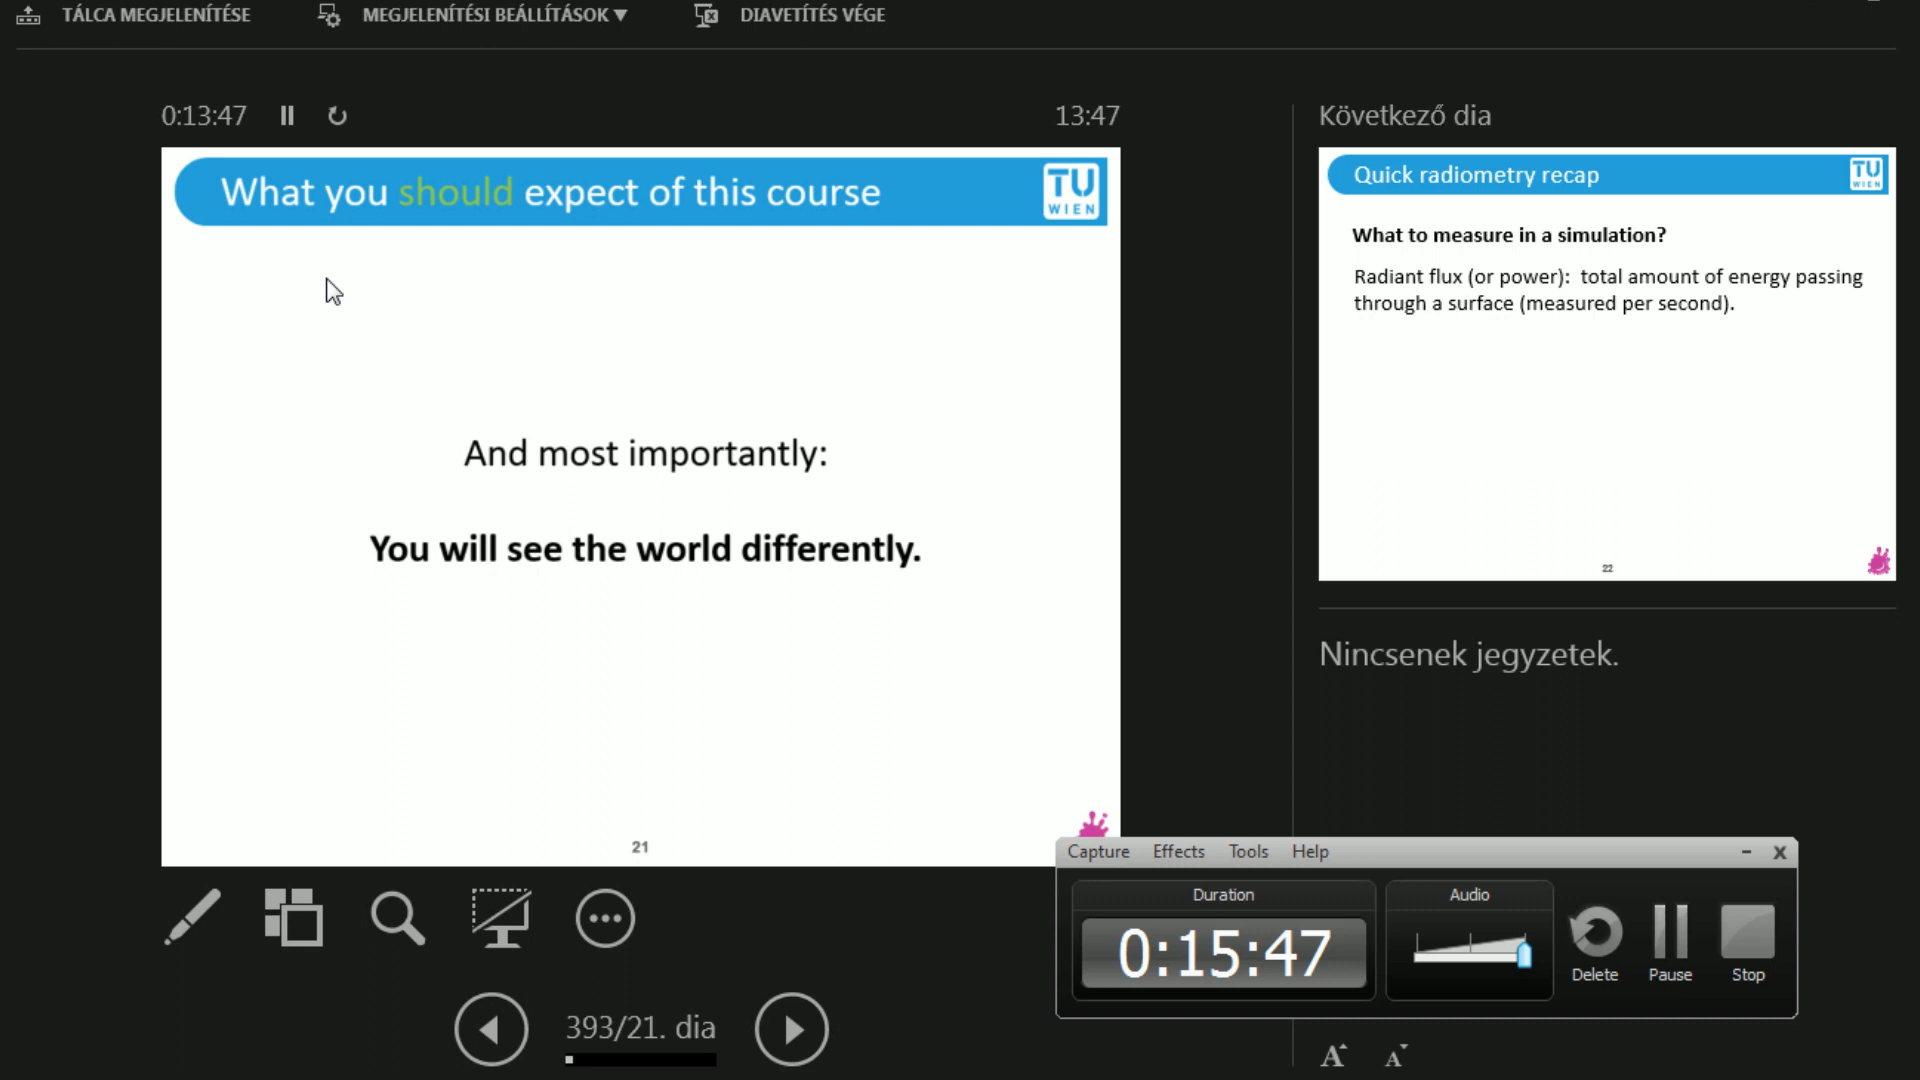 TÁLCA MEGJELENÍTÉSE
MEGJELENÍTÉSI BEÁLLÍTÁSOK ▼
DIAVETÍTÉS VÉGE
0:13:47
13:47
What you should expect of this course
TU
WIEN
And most importantly:
You will see the world differently.
21
Következő dia
Quick radiometry recap
TU
WIEN
What to measure in a simulation?
Radiant flux (or power): total amount of energy passing
through a surface (measured per second).
22
Nincsenek jegyzetek.
Capture Effects Tools Help
Duration
0:15:47
Audio
Delete
Pause
Stop
393/21. dia
A A